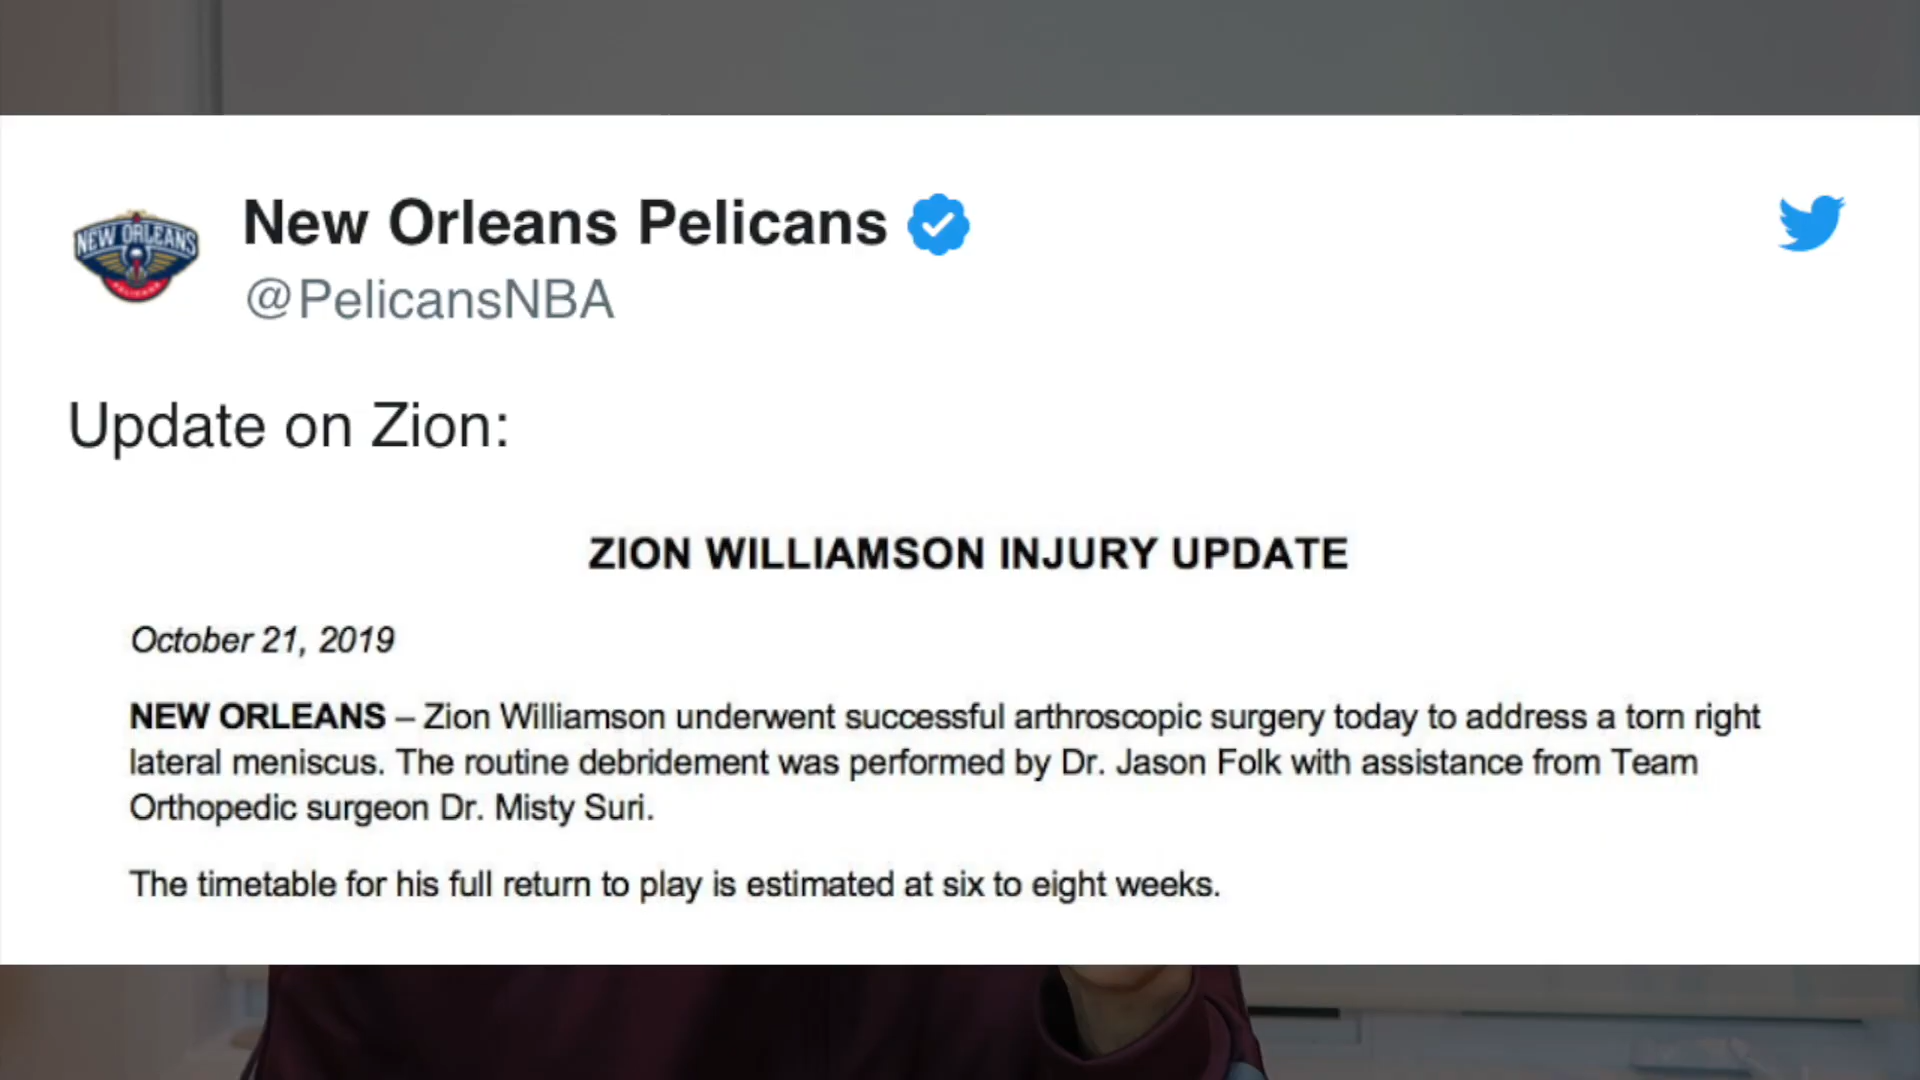 NEW ORLEANS
PELICANS
New Orleans Pelicans
@PelicansNBA
Update on Zion:
ZION WILLIAMSON INJURY UPDATE
October 21, 2019
NEW ORLEANS – Zion Williamson underwent successful arthroscopic surgery today to address a torn right
lateral meniscus. The routine debridement was performed by Dr. Jason Folk with assistance from Team
Orthopedic surgeon Dr. Misty Suri.
The timetable for his full return to play is estimated at six to eight weeks.